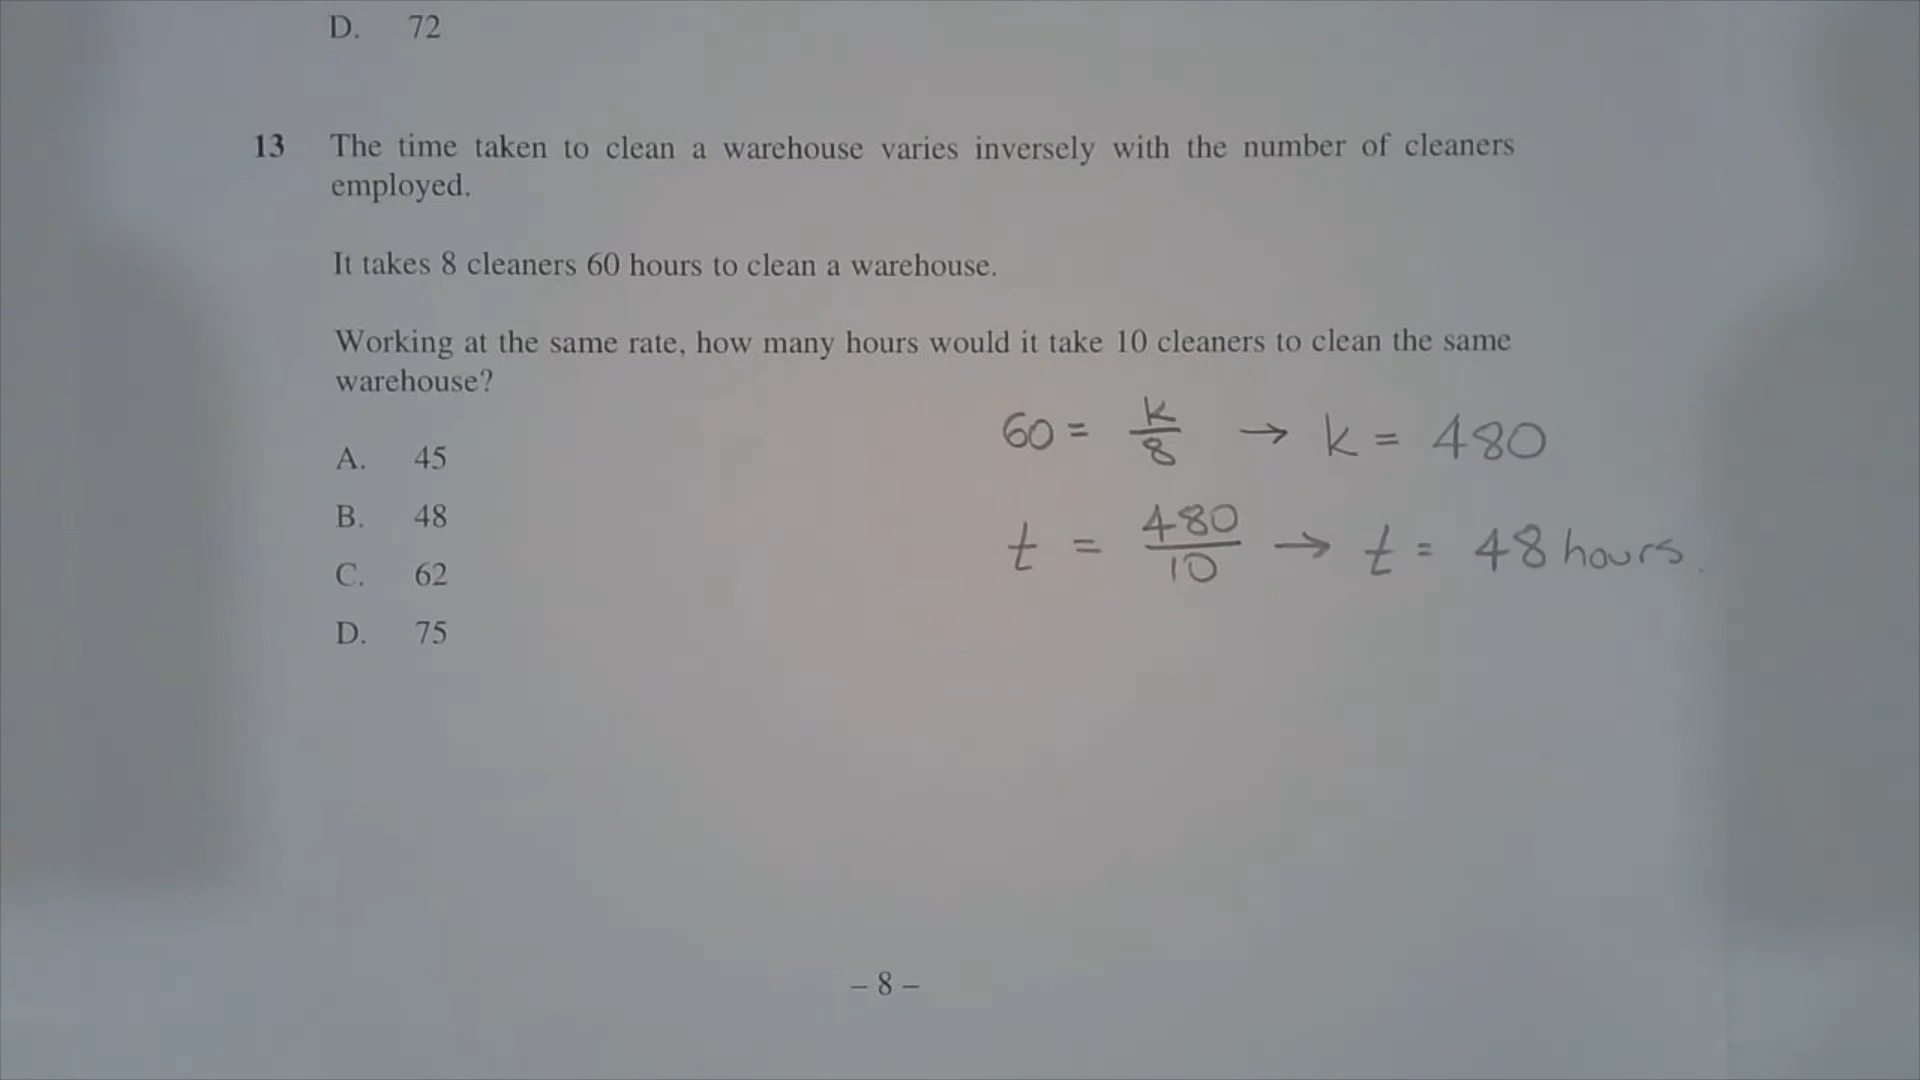 D. 72
13 The time taken to clean a warehouse varies inversely with the number of cleaners
employed.
It takes 8 cleaners 60 hours to clean a warehouse.
Working at the same rate, how many hours would it take 10 cleaners to clean the same
warehouse?
60 = k/8 → k = 480
A. 45
B. 48
t = 480/10 → t = 48 hours.
C. 62
D. 75
– 8 –